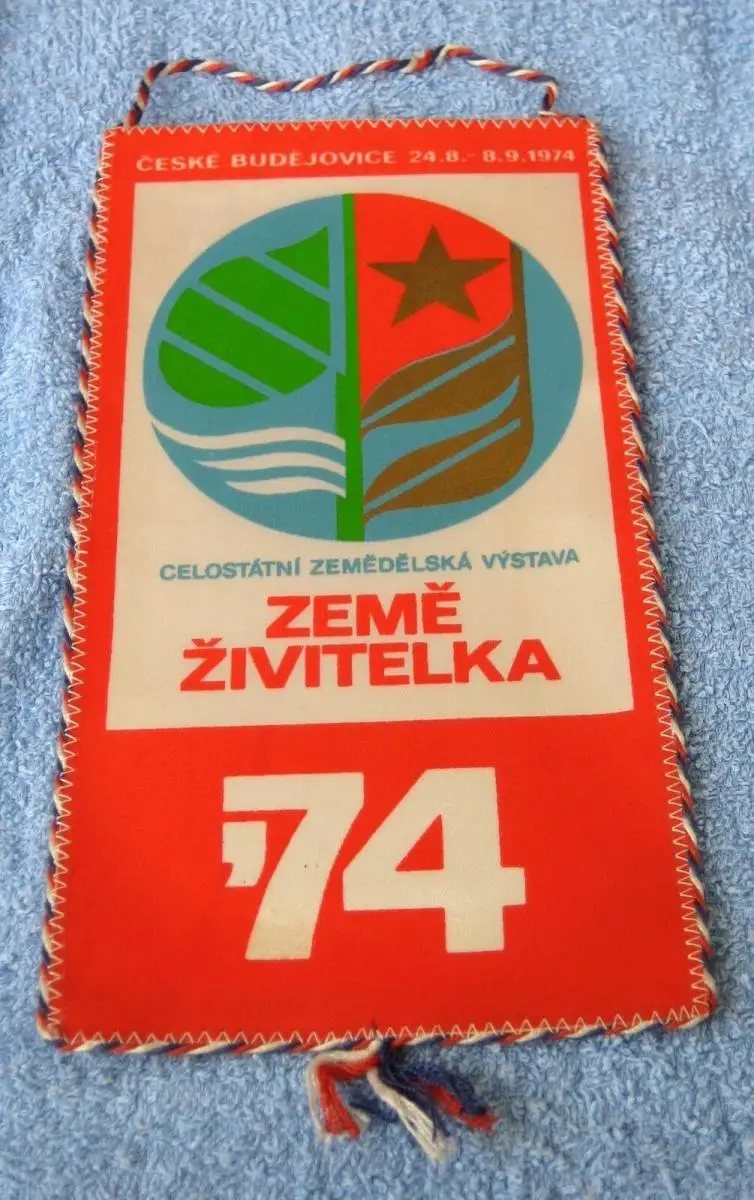 ČESKÉ BUDĚJOVICE 24.8.-8.9.1974
CELOSTÁTNÍ ZEMĚDĚLSKÁ VÝSTAVA
ZEMĚ
ŽIVITELKA
'74